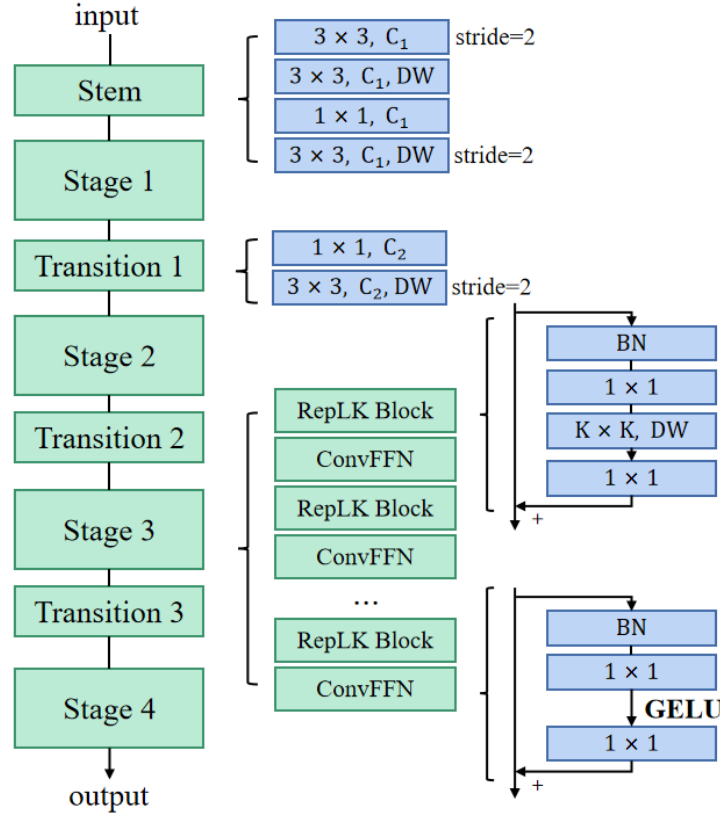 input
Stem
Stage 1
Transition 1
Stage 2
Transition 2
Stage 3
Transition 3
Stage 4
output
3 × 3, C₁ stride=2
3 × 3, C₁, DW
1 × 1, C₁
3 × 3, C₁, DW stride=2
1 × 1, C₂
3 × 3, C₂, DW stride=2
RepLK Block
ConvFFN
RepLK Block
ConvFFN
...
RepLK Block
ConvFFN
BN
1 × 1
K × K, DW
1 × 1
+
BN
1 × 1
GELU
1 × 1
+